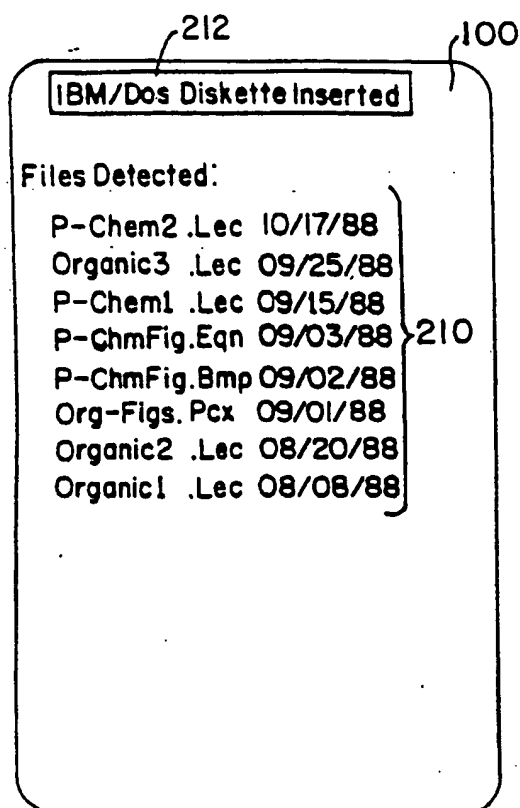 212
100
IBM/Dos Diskette Inserted
Files Detected:
P-Chem2 .Lec 10/17/88
Organic3 .Lec 09/25/88
P-Chem1 .Lec 09/15/88
P-ChmFig.Eqn 09/03/88
210
P-ChmFig.Bmp 09/02/88
Org-Figs. Pcx 09/01/88
Organic2 .Lec 08/20/88
Organic1 .Lec 08/08/88